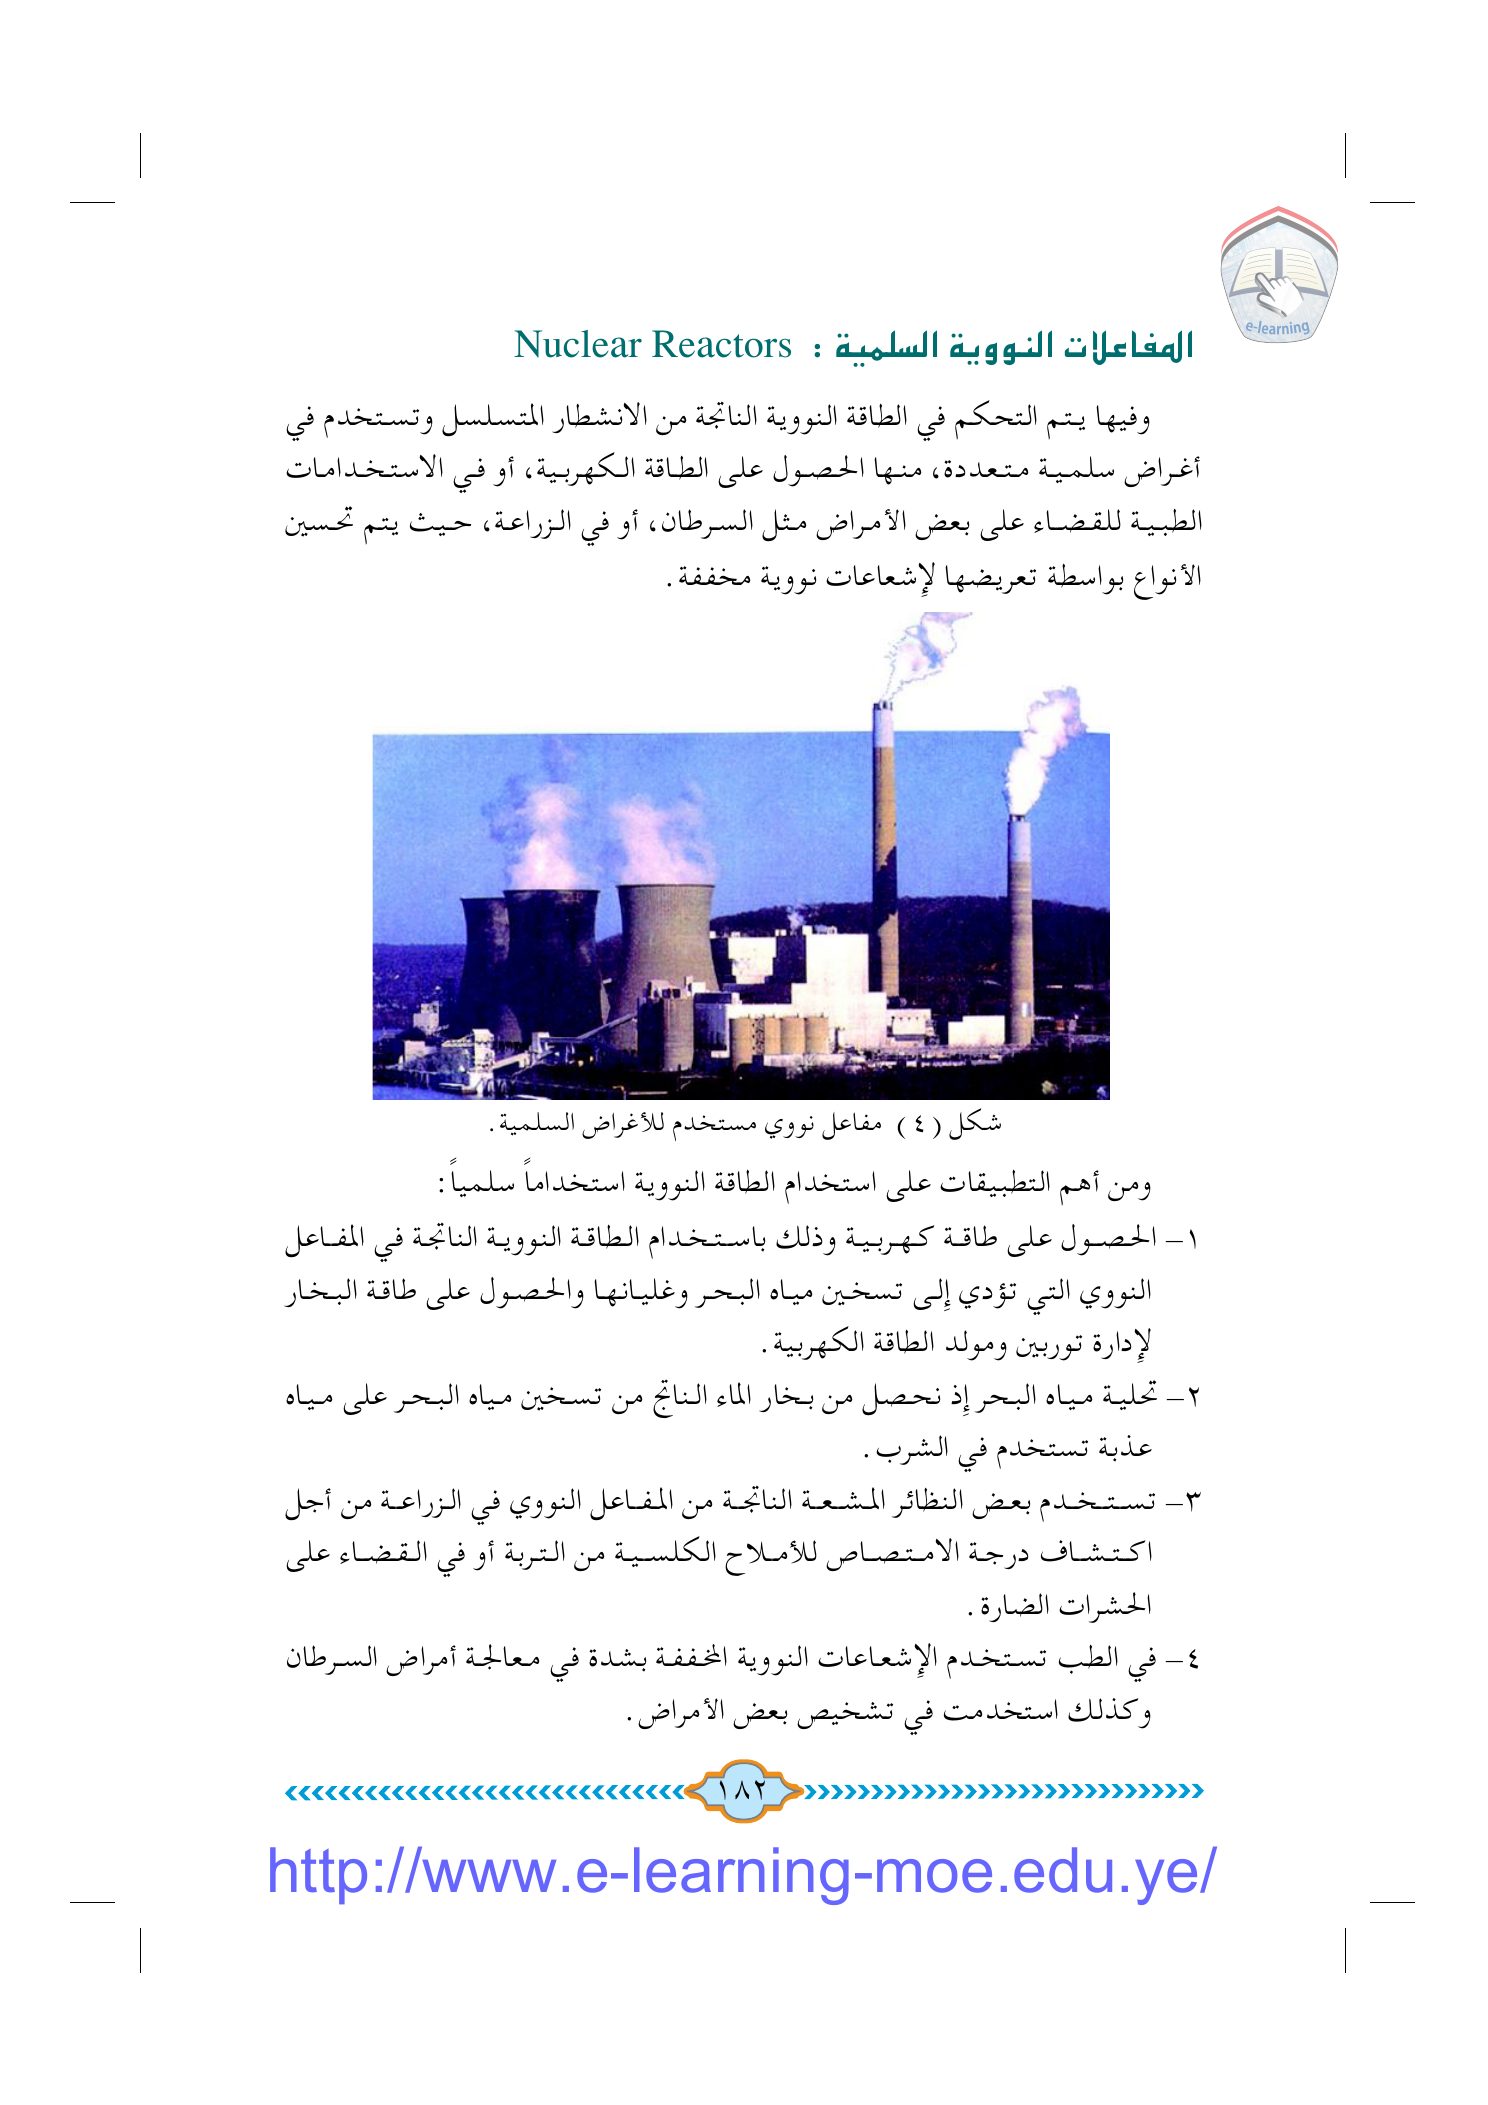 e-learning
المفاعلات النووية السلمية : Nuclear Reactors
وفيها يتم التحكم في الطاقة النووية الناتجة من الانشطار المتسلسل وتستخدم في
أغراض سلمية متعددة، منها الحصول على الطاقة الكهربية، أو في الاستخدامات
الطبية للقضاء على بعض الأمراض مثل السرطان، أو في الزراعة، حيث يتم تحسين
الأنواع بواسطة تعريضها لإشعاعات نووية مخففة.
شكل (٤) مفاعل نووي مستخدم للأغراض السلمية.
ومن أهم التطبيقات على استخدام الطاقة النووية استخداماً سلمياً:
١– الحصول على طاقة كهربية وذلك باستخدام الطاقة النووية الناتجة في المفاعل
النووي التي تؤدي إلى تسخين مياه البحر وغليانها والحصول على طاقة البخار
لإدارة توربين ومولد الطاقة الكهربية.
٢– تحلية مياه البحر إذ نحصل من بخار الماء الناتج من تسخين مياه البحر على مياه
عذبة تستخدم في الشرب.
٣– تستخدم بعض النظائر المشعة الناتجة من المفاعل النووي في الزراعة من أجل
اكتشاف درجة الامتصاص للأملاح الكلسية من التربة أو في القضاء على
الحشرات الضارة.
٤– في الطب تستخدم الإشعاعات النووية المخففة بشدة في معالجة أمراض السرطان
وكذلك استخدمت في تشخيص بعض الأمراض.
١٨٢
http://www.e-learning-moe.edu.ye/